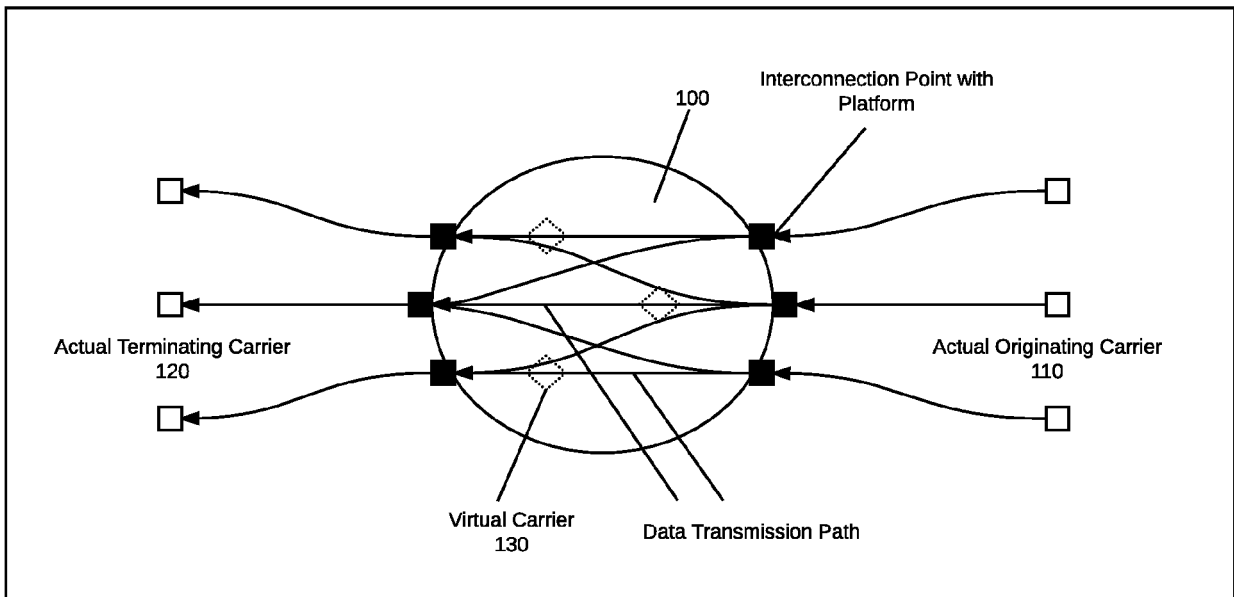 Interconnection Point with
Platform
100
Actual Terminating Carrier
120
Actual Originating Carrier
110
Virtual Carrier
130
Data Transmission Path